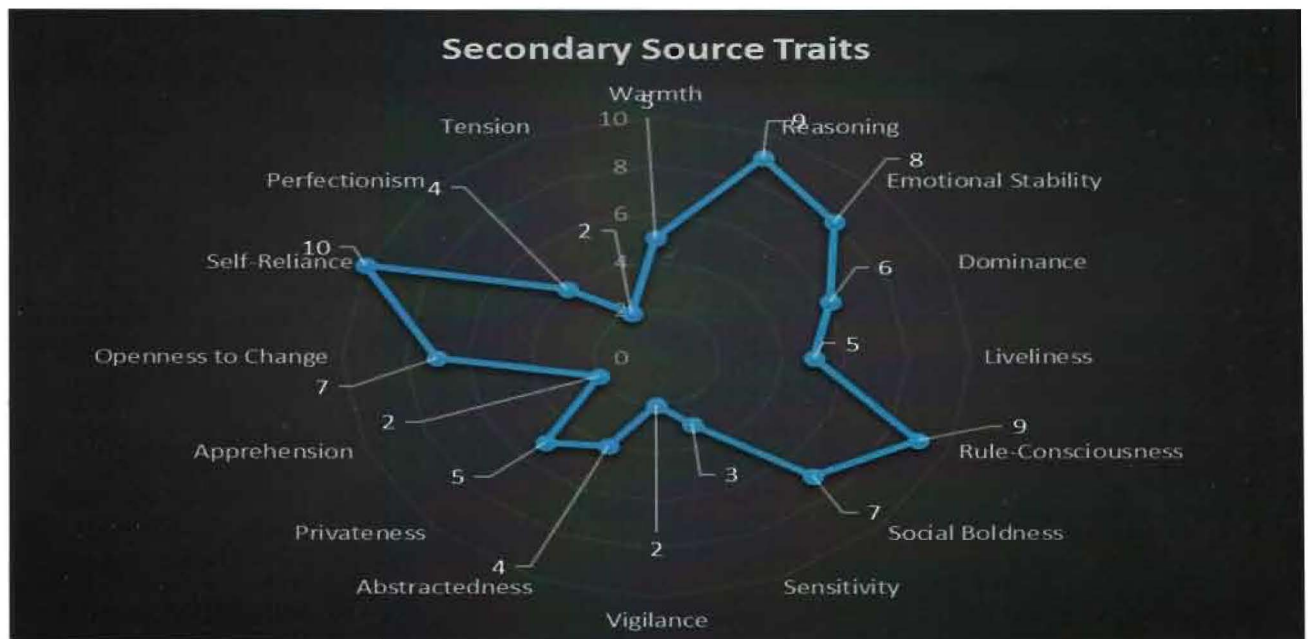 Secondary Source Traits
Warmth
5
Reasoning
9
Emotional Stability
8
Dominance
6
Liveliness
5
Rule-Consciousness
9
Social Boldness
7
Sensitivity
3
Vigilance
2
Abstractedness
4
Privateness
5
Apprehension
2
Openness to Change
7
Self-Reliance
10
Perfectionism
4
Tension
2
10
8
6
4
2
0